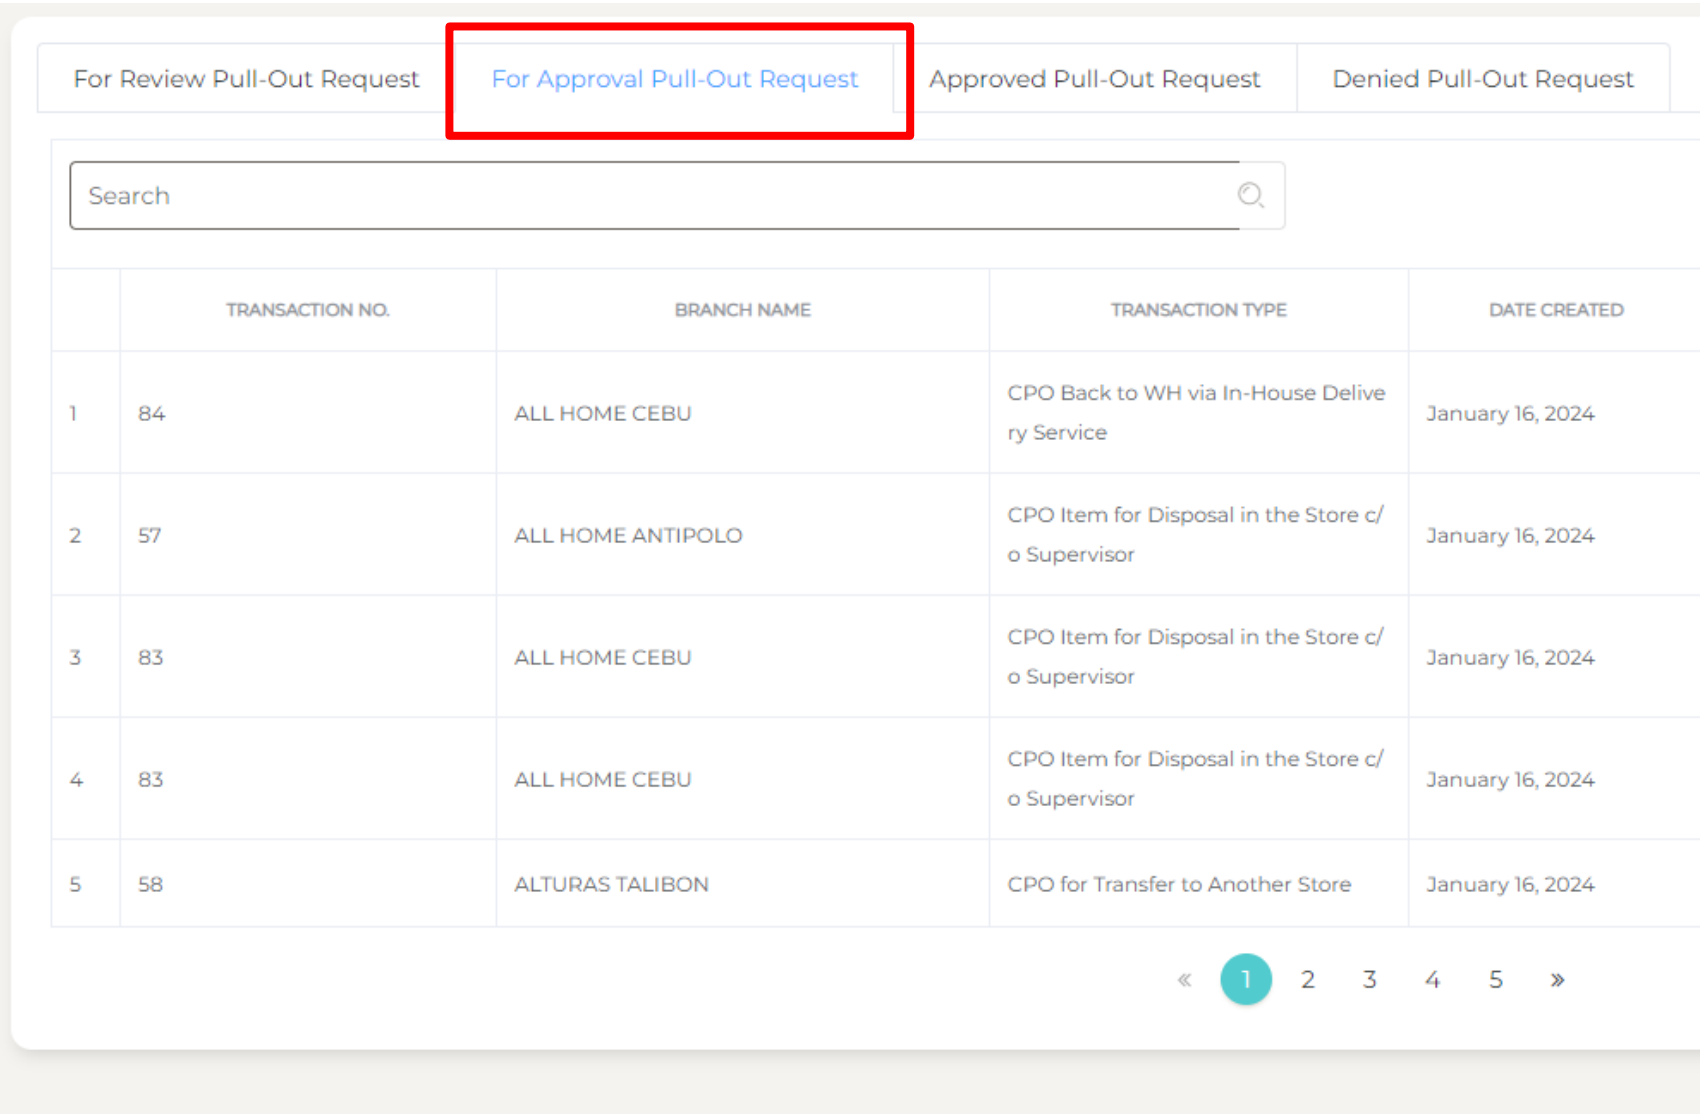 For Review Pull-Out Request For Approval Pull-Out Request Approved Pull-Out Request Denied Pull-Out Request
Search
TRANSACTION NO. BRANCH NAME TRANSACTION TYPE DATE CREATED
1 84 ALL HOME CEBU CPO Back to WH via In-House Delive
ry Service January 16, 2024
2 57 ALL HOME ANTIPOLO CPO Item for Disposal in the Store c/
o Supervisor January 16, 2024
3 83 ALL HOME CEBU CPO Item for Disposal in the Store c/
o Supervisor January 16, 2024
4 83 ALL HOME CEBU CPO Item for Disposal in the Store c/
o Supervisor January 16, 2024
5 58 ALTURAS TALIBON CPO for Transfer to Another Store January 16, 2024
« 1 2 3 4 5 »